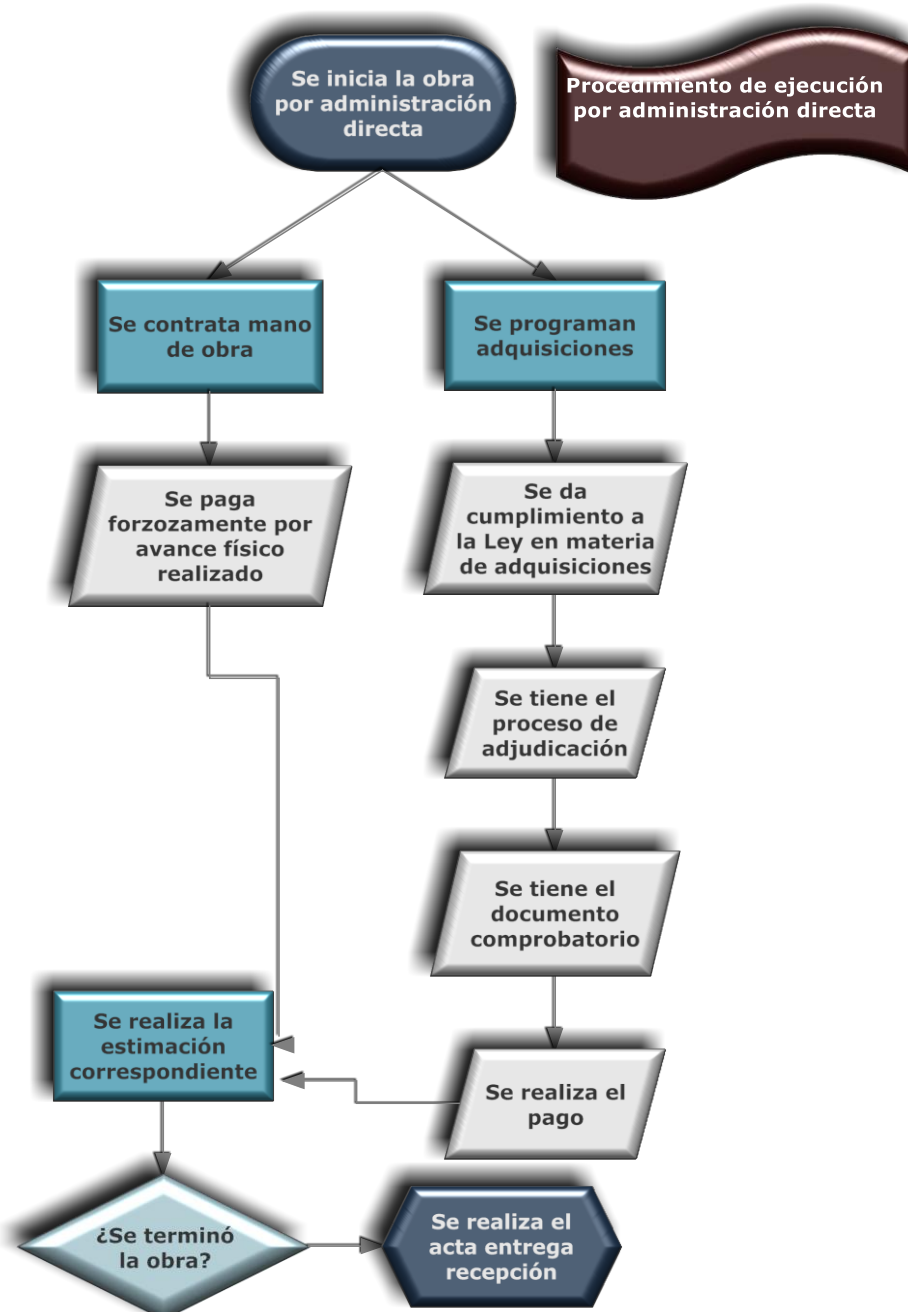 Se inicia la obra
por administración
directa
Procedimiento de ejecución
por administración directa
Se contrata mano
de obra
Se programan
adquisiciones
Se paga
forzozamente por
avance físico
realizado
Se da
cumplimiento a
la Ley en materia
de adquisiciones
Se tiene el
proceso de
adjudicación
Se tiene el
documento
comprobatorio
Se realiza la
estimación
correspondiente
Se realiza el
pago
¿Se terminó
la obra?
Se realiza el
acta entrega
recepción